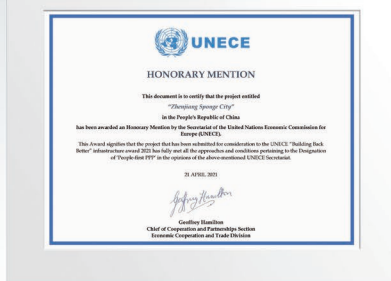 UNECE
HONORARY MENTION
This document is to certify that the project entitled
"Zhenjiang Sponge City"
in the People's Republic of China
has been awarded an Honorary Mention by the Secretariat of the United Nations Economic Commission for
Europe (UNECE).
This Award signifies that the project that has been submitted for consideration to the UNECE "Building Back
Better" infrastructure award 2021 has fully met all the approaches and conditions pertaining to the Designation
of "People-first PPP" in the opinions of the above-mentioned UNECE Secretariat.
21 APRIL 2021
Geoffrey Hamilton
Geoffrey Hamilton
Chief of Cooperation and Partnerships Section
Economic Cooperation and Trade Division